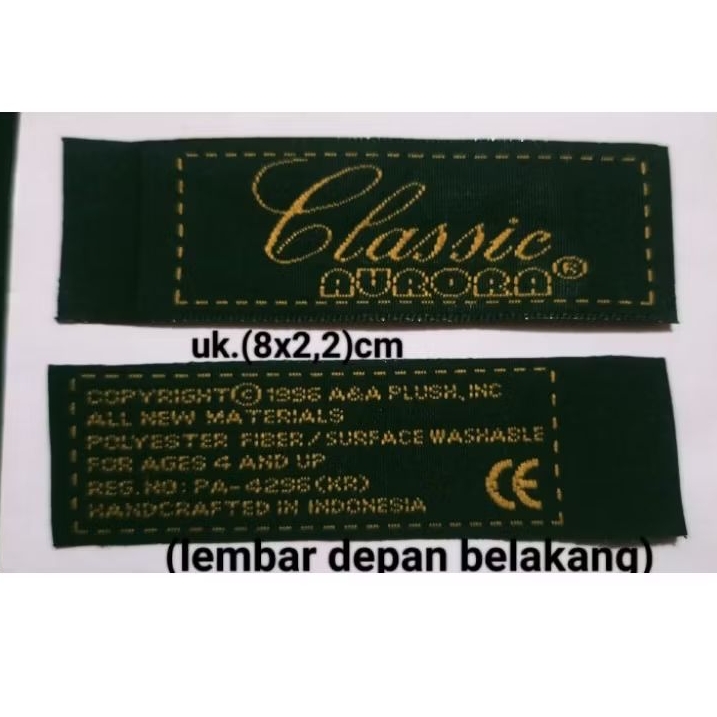 Classic
AURORA®
uk.(8x2,2)cm
COPYRIGHT © 1996 A&A PLUSH, INC
ALL NEW MATERIALS
POLYESTER FIBER/SURFACE WASHABLE
FOR AGES 4 AND UP
REG.NO: PA-4296(KR)
HANDCRAFTED IN INDONESIA
CE
(lembar depan belakang)